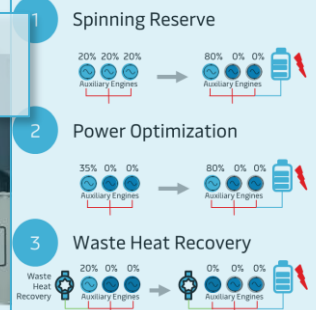 1 Spinning Reserve
20% 20% 20% 80% 0% 0%
Auxiliary Engines Auxiliary Engines
2 Power Optimization
35% 0% 0% 80% 0% 0%
Auxiliary Engines Auxiliary Engines
3 Waste Heat Recovery
20% 0% 0% 0% 0% 0%
Waste
Heat
Recovery
Auxiliary Engines Auxiliary Engines